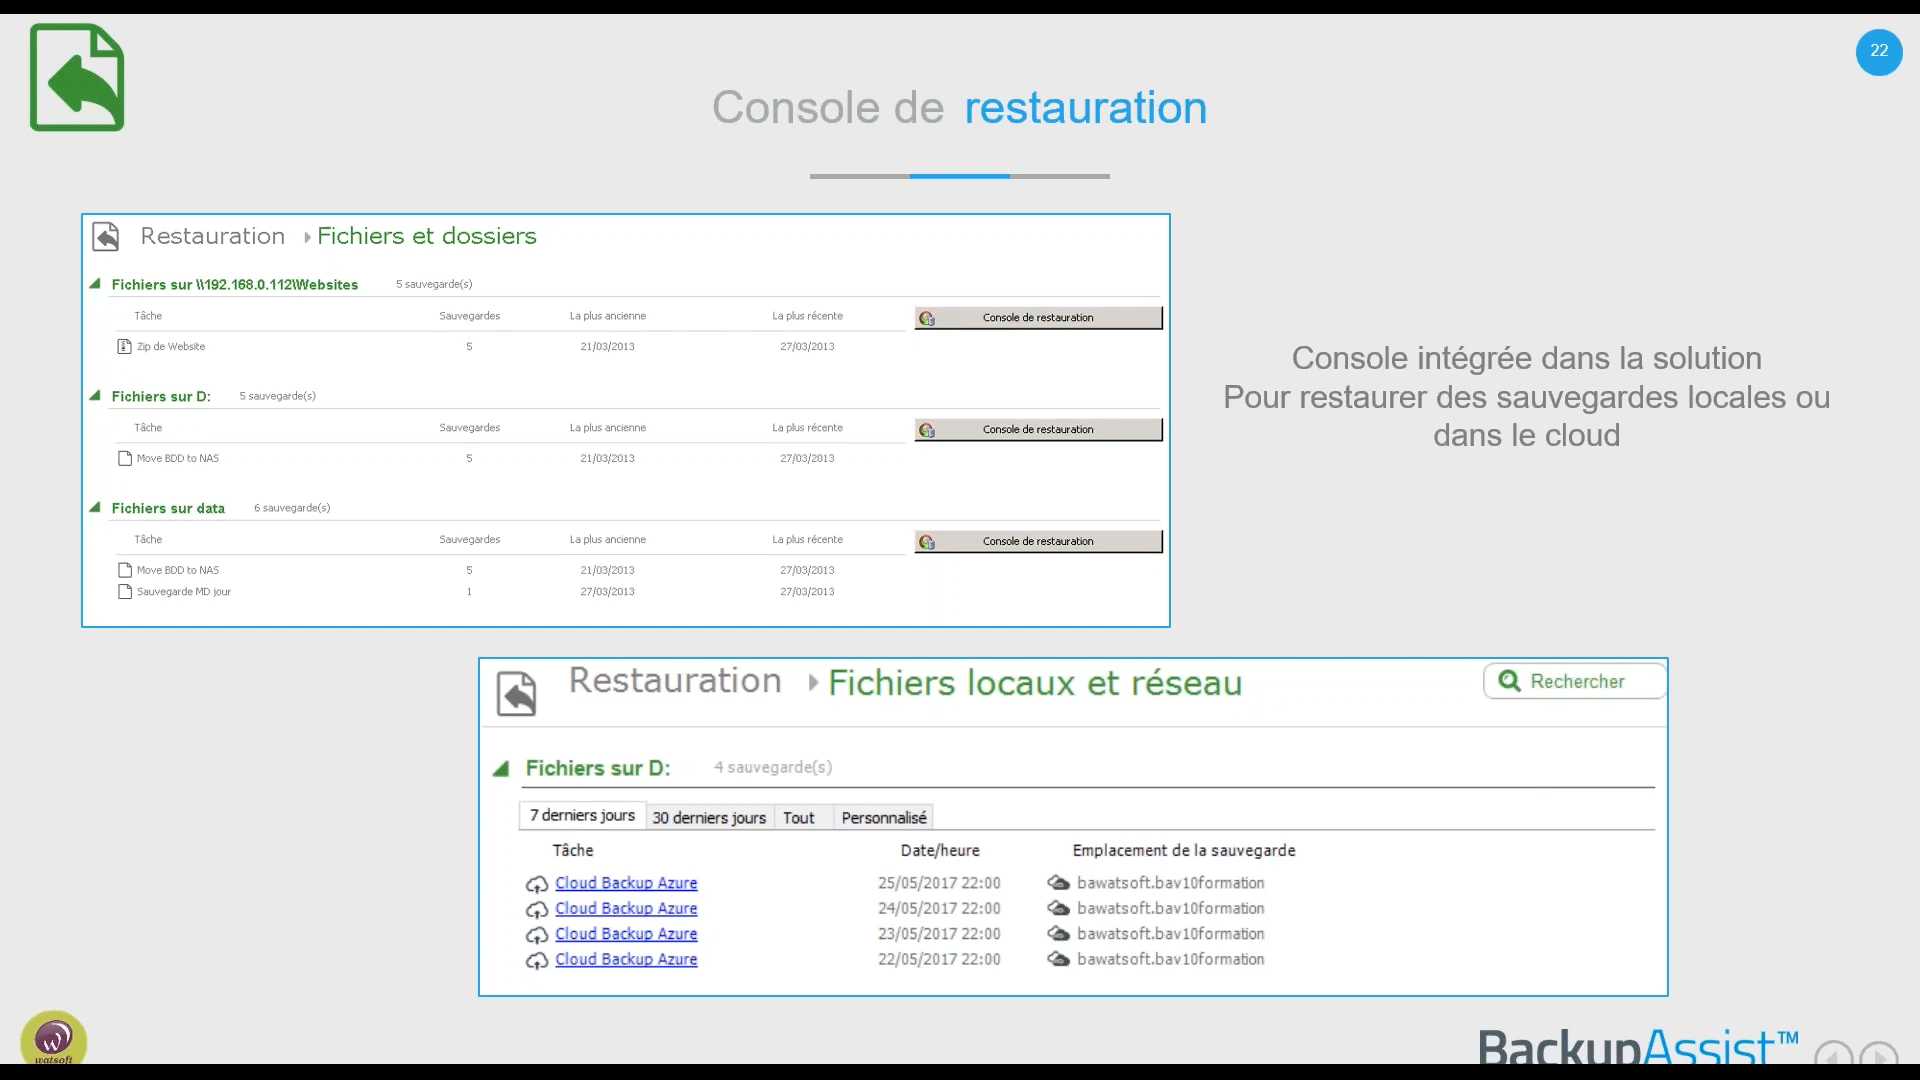 22
Console de restauration
Restauration Fichiers et dossiers
Fichiers sur \\192.168.0.112\Websites 5 sauvegarde(s)
Tâche Sauvegardes La plus ancienne La plus récente Console de restauration
Zip de Website 5 21/03/2013 27/03/2013
Fichiers sur D: 5 sauvegarde(s)
Tâche Sauvegardes La plus ancienne La plus récente Console de restauration
Move BDD to NAS 5 21/03/2013 27/03/2013
Fichiers sur data 6 sauvegarde(s)
Tâche Sauvegardes La plus ancienne La plus récente Console de restauration
Move BDD to NAS 5 21/03/2013 27/03/2013
Sauvegarde MD jour 1 27/03/2013 27/03/2013
Console intégrée dans la solution
Pour restaurer des sauvegardes locales ou
dans le cloud
Restauration Fichiers locaux et réseau Rechercher
Fichiers sur D: 4 sauvegarde(s)
7 derniers jours 30 derniers jours Tout Personnalisé
Tâche Date/heure Emplacement de la sauvegarde
Cloud Backup Azure 25/05/2017 22:00 bawatsoft.bav10formation
Cloud Backup Azure 24/05/2017 22:00 bawatsoft.bav10formation
Cloud Backup Azure 23/05/2017 22:00 bawatsoft.bav10formation
Cloud Backup Azure 22/05/2017 22:00 bawatsoft.bav10formation
W
watsoft
BackupAssist™